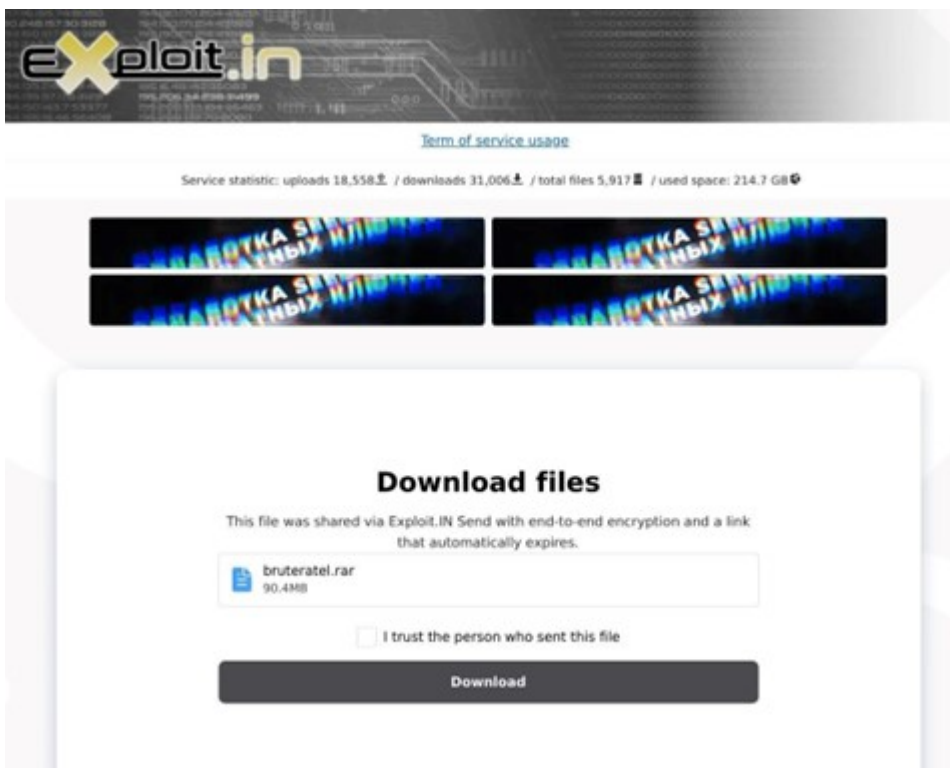 eXploit.in
Term of service usage
Service statistic: uploads 18,558 / downloads 31,006 / total files 5,917 / used space: 214.7 GB
Download files
This file was shared via Exploit.IN Send with end-to-end encryption and a link
that automatically expires.
bruteratel.rar
90.4MB
I trust the person who sent this file
Download